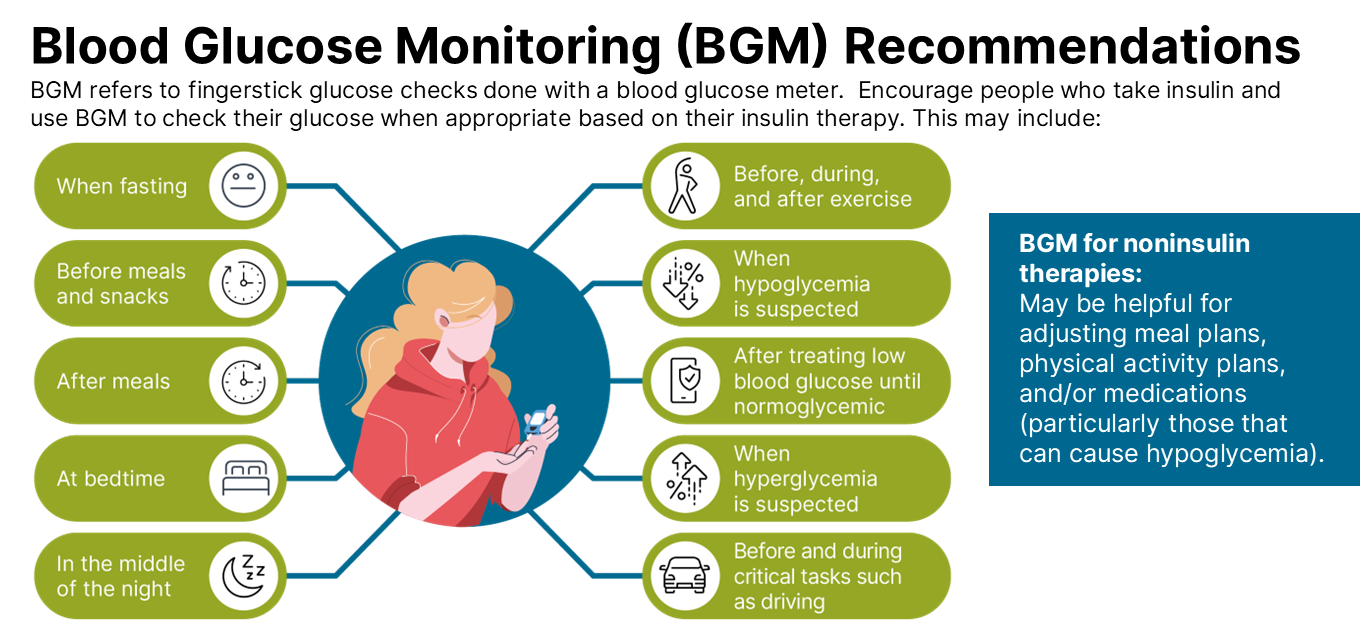 Blood Glucose Monitoring (BGM) Recommendations
BGM refers to fingerstick glucose checks done with a blood glucose meter.  Encourage people who take insulin and
use BGM to check their glucose when appropriate based on their insulin therapy. This may include:
When fasting
Before meals
and snacks
After meals
At bedtime
In the middle
of the night
Zzzz
Before, during,
and after exercise
%
When
hypoglycemia
is suspected
After treating low
blood glucose until
normoglycemic
%
When
hyperglycemia
is suspected
Before and during
critical tasks such
as driving
BGM for noninsulin
therapies:
May be helpful for
adjusting meal plans,
physical activity plans,
and/or medications
(particularly those that
can cause hypoglycemia).